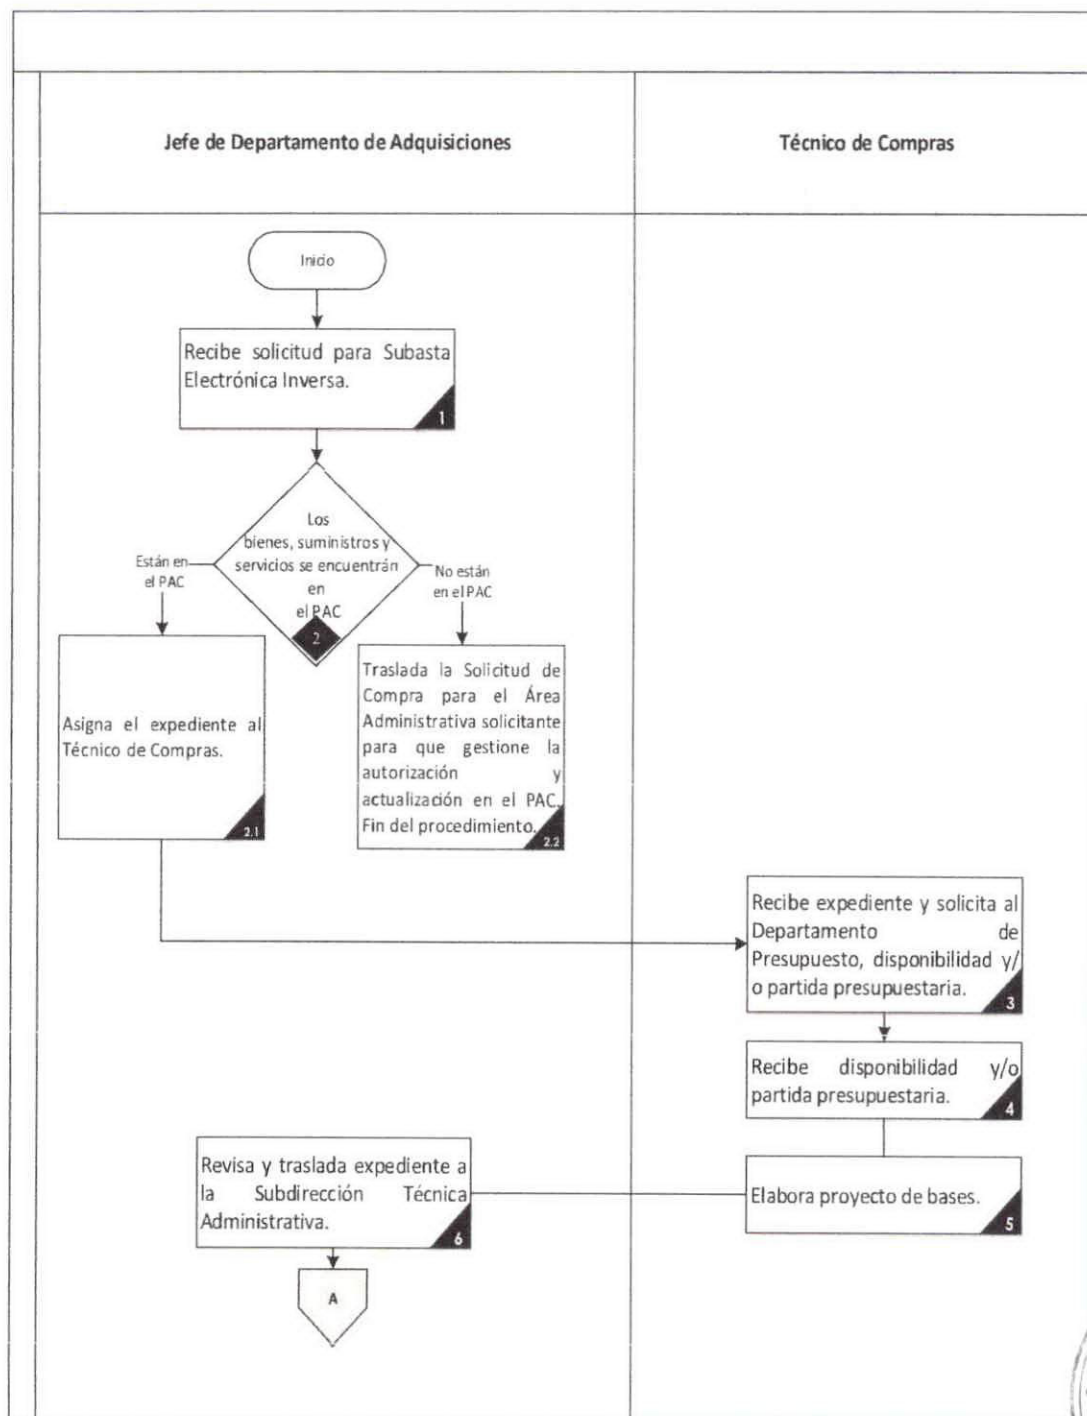 Jefe de Departamento de Adquisiciones
Técnico de Compras
Inicio
Recibe solicitud para Subasta
Electrónica Inversa.
1
Los
bienes, suministros y
servicios se encuentrán
en
el PAC
2
Están en
el PAC
No están
en el PAC
Asigna el expediente al
Técnico de Compras.
2.1
Traslada la Solicitud de
Compra para el Área
Administrativa solicitante
para que gestione la
autorización y
actualización en el PAC.
Fin del procedimiento.
2.2
Recibe expediente y solicita al
Departamento de
Presupuesto, disponibilidad y/
o partida presupuestaria.
3
Recibe disponibilidad y/o
partida presupuestaria.
4
Elabora proyecto de bases.
5
Revisa y traslada expediente a
la Subdirección Técnica
Administrativa.
6
A